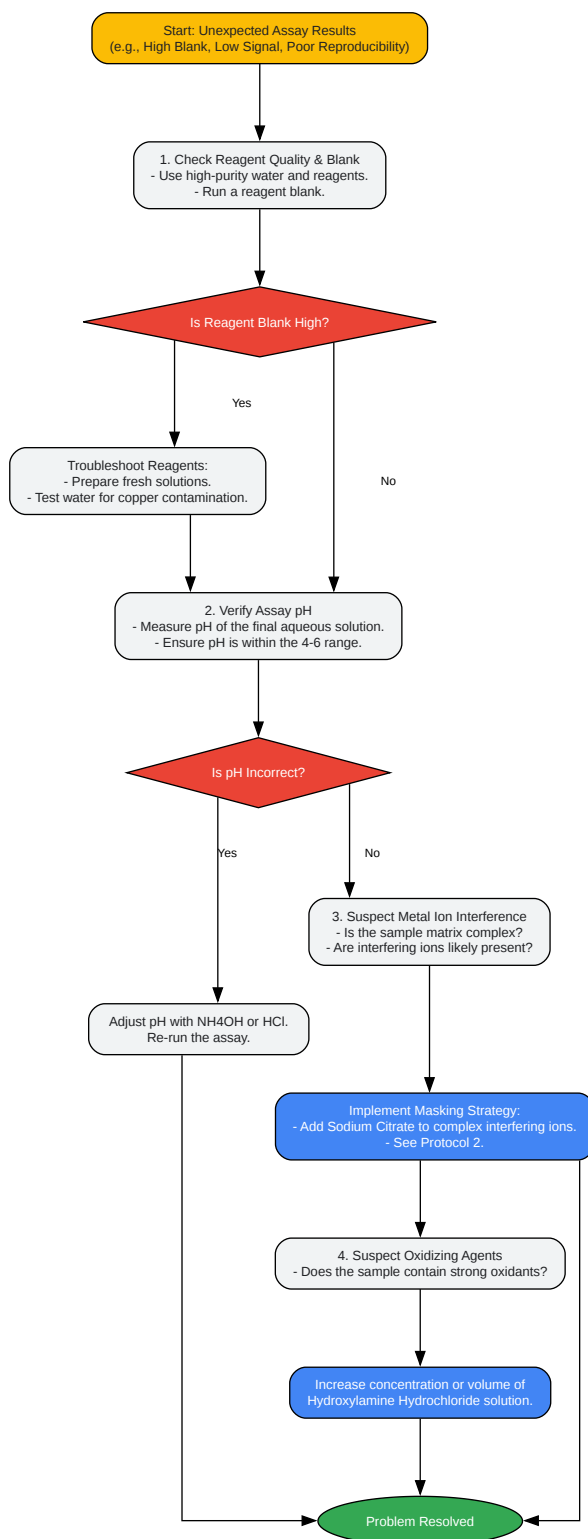 Start: Unexpected Assay Results
(e.g., High Blank, Low Signal, Poor Reproducibility)
1. Check Reagent Quality & Blank
- Use high-purity water and reagents.
- Run a reagent blank.
Is Reagent Blank High?
Yes
Troubleshoot Reagents:
- Prepare fresh solutions.
- Test water for copper contamination.
No
2. Verify Assay pH
- Measure pH of the final aqueous solution.
- Ensure pH is within the 4-6 range.
Is pH Incorrect?
Yes
No
3. Suspect Metal Ion Interference
- Is the sample matrix complex?
- Are interfering ions likely present?
Adjust pH with NH4OH or HCl.
Re-run the assay.
Implement Masking Strategy:
- Add Sodium Citrate to complex interfering ions.
- See Protocol 2.
4. Suspect Oxidizing Agents
- Does the sample contain strong oxidants?
Increase concentration or volume of
Hydroxylamine Hydrochloride solution.
Problem Resolved